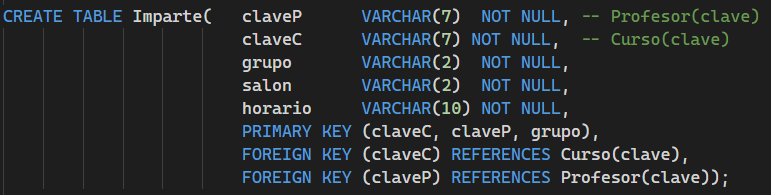 CREATE TABLE Imparte( claveP VARCHAR(7) NOT NULL, -- Profesor(clave)
claveC VARCHAR(7) NOT NULL, -- Curso(clave)
grupo VARCHAR(2) NOT NULL,
salon VARCHAR(2) NOT NULL,
horario VARCHAR(10) NOT NULL,
PRIMARY KEY (claveC, claveP, grupo),
FOREIGN KEY (claveC) REFERENCES Curso(clave),
FOREIGN KEY (claveP) REFERENCES Profesor(clave));